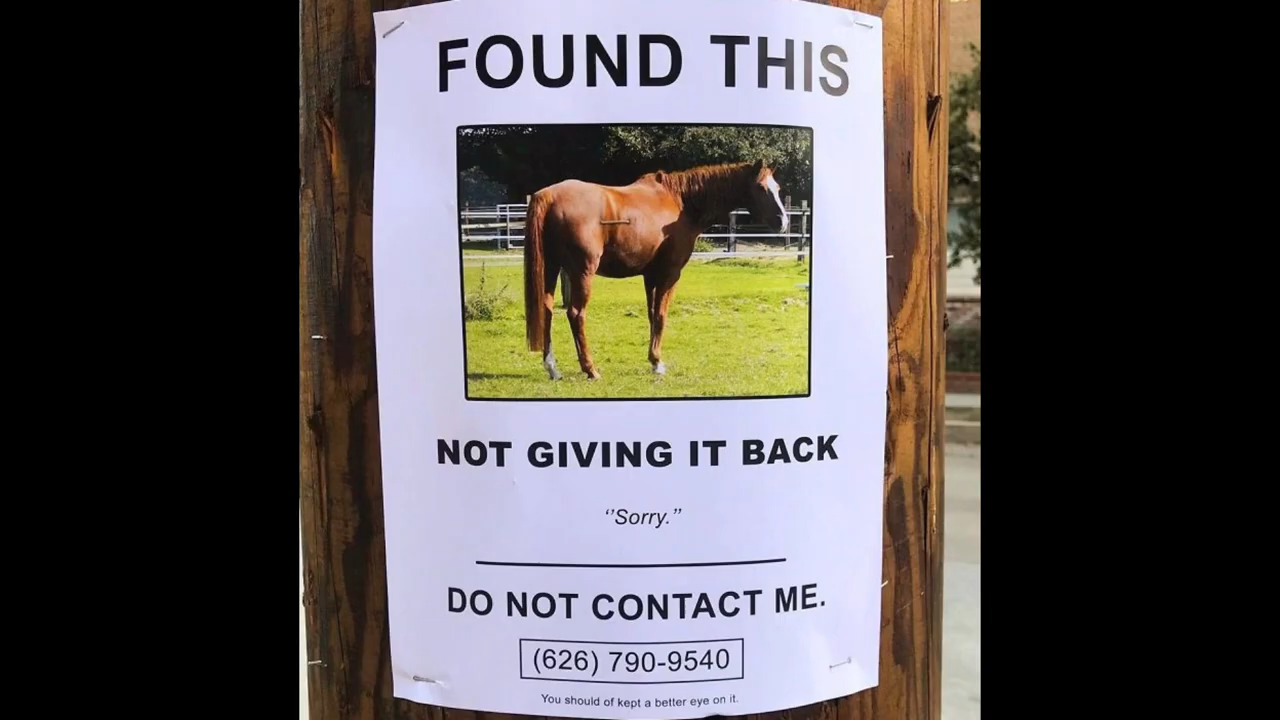 FOUND THIS
NOT GIVING IT BACK
‘’Sorry.’’
DO NOT CONTACT ME.
(626) 790-9540
You should of kept a better eye on it.